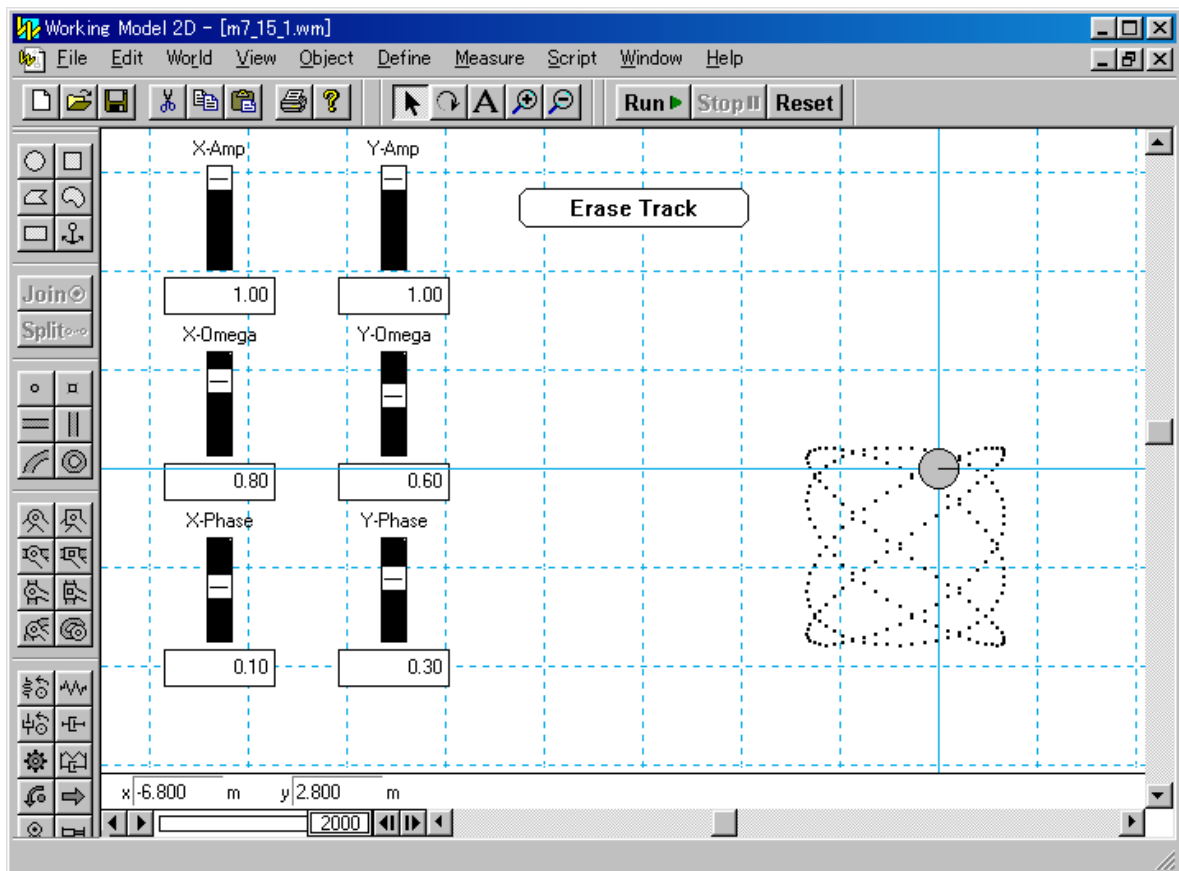 Working Model 2D - [m7_15_1.wm]
File Edit World View Object Define Measure Script Window Help
Run Stop Reset
X-Amp Y-Amp
Erase Track
1.00 1.00
Join
Split
X-Omega Y-Omega
0.80 0.60
X-Phase Y-Phase
0.10 0.30
x -6.800 m y 2.800 m
2000